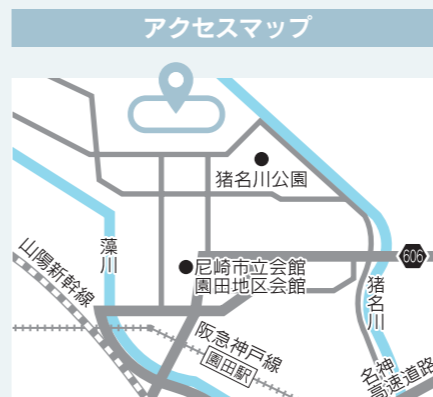 アクセスマップ
猪名川公園
藻川
尼崎市立会館
園田地区会館
606
山陽新幹線
猪名川
阪急神戸線
園田駅
名神
高速道路